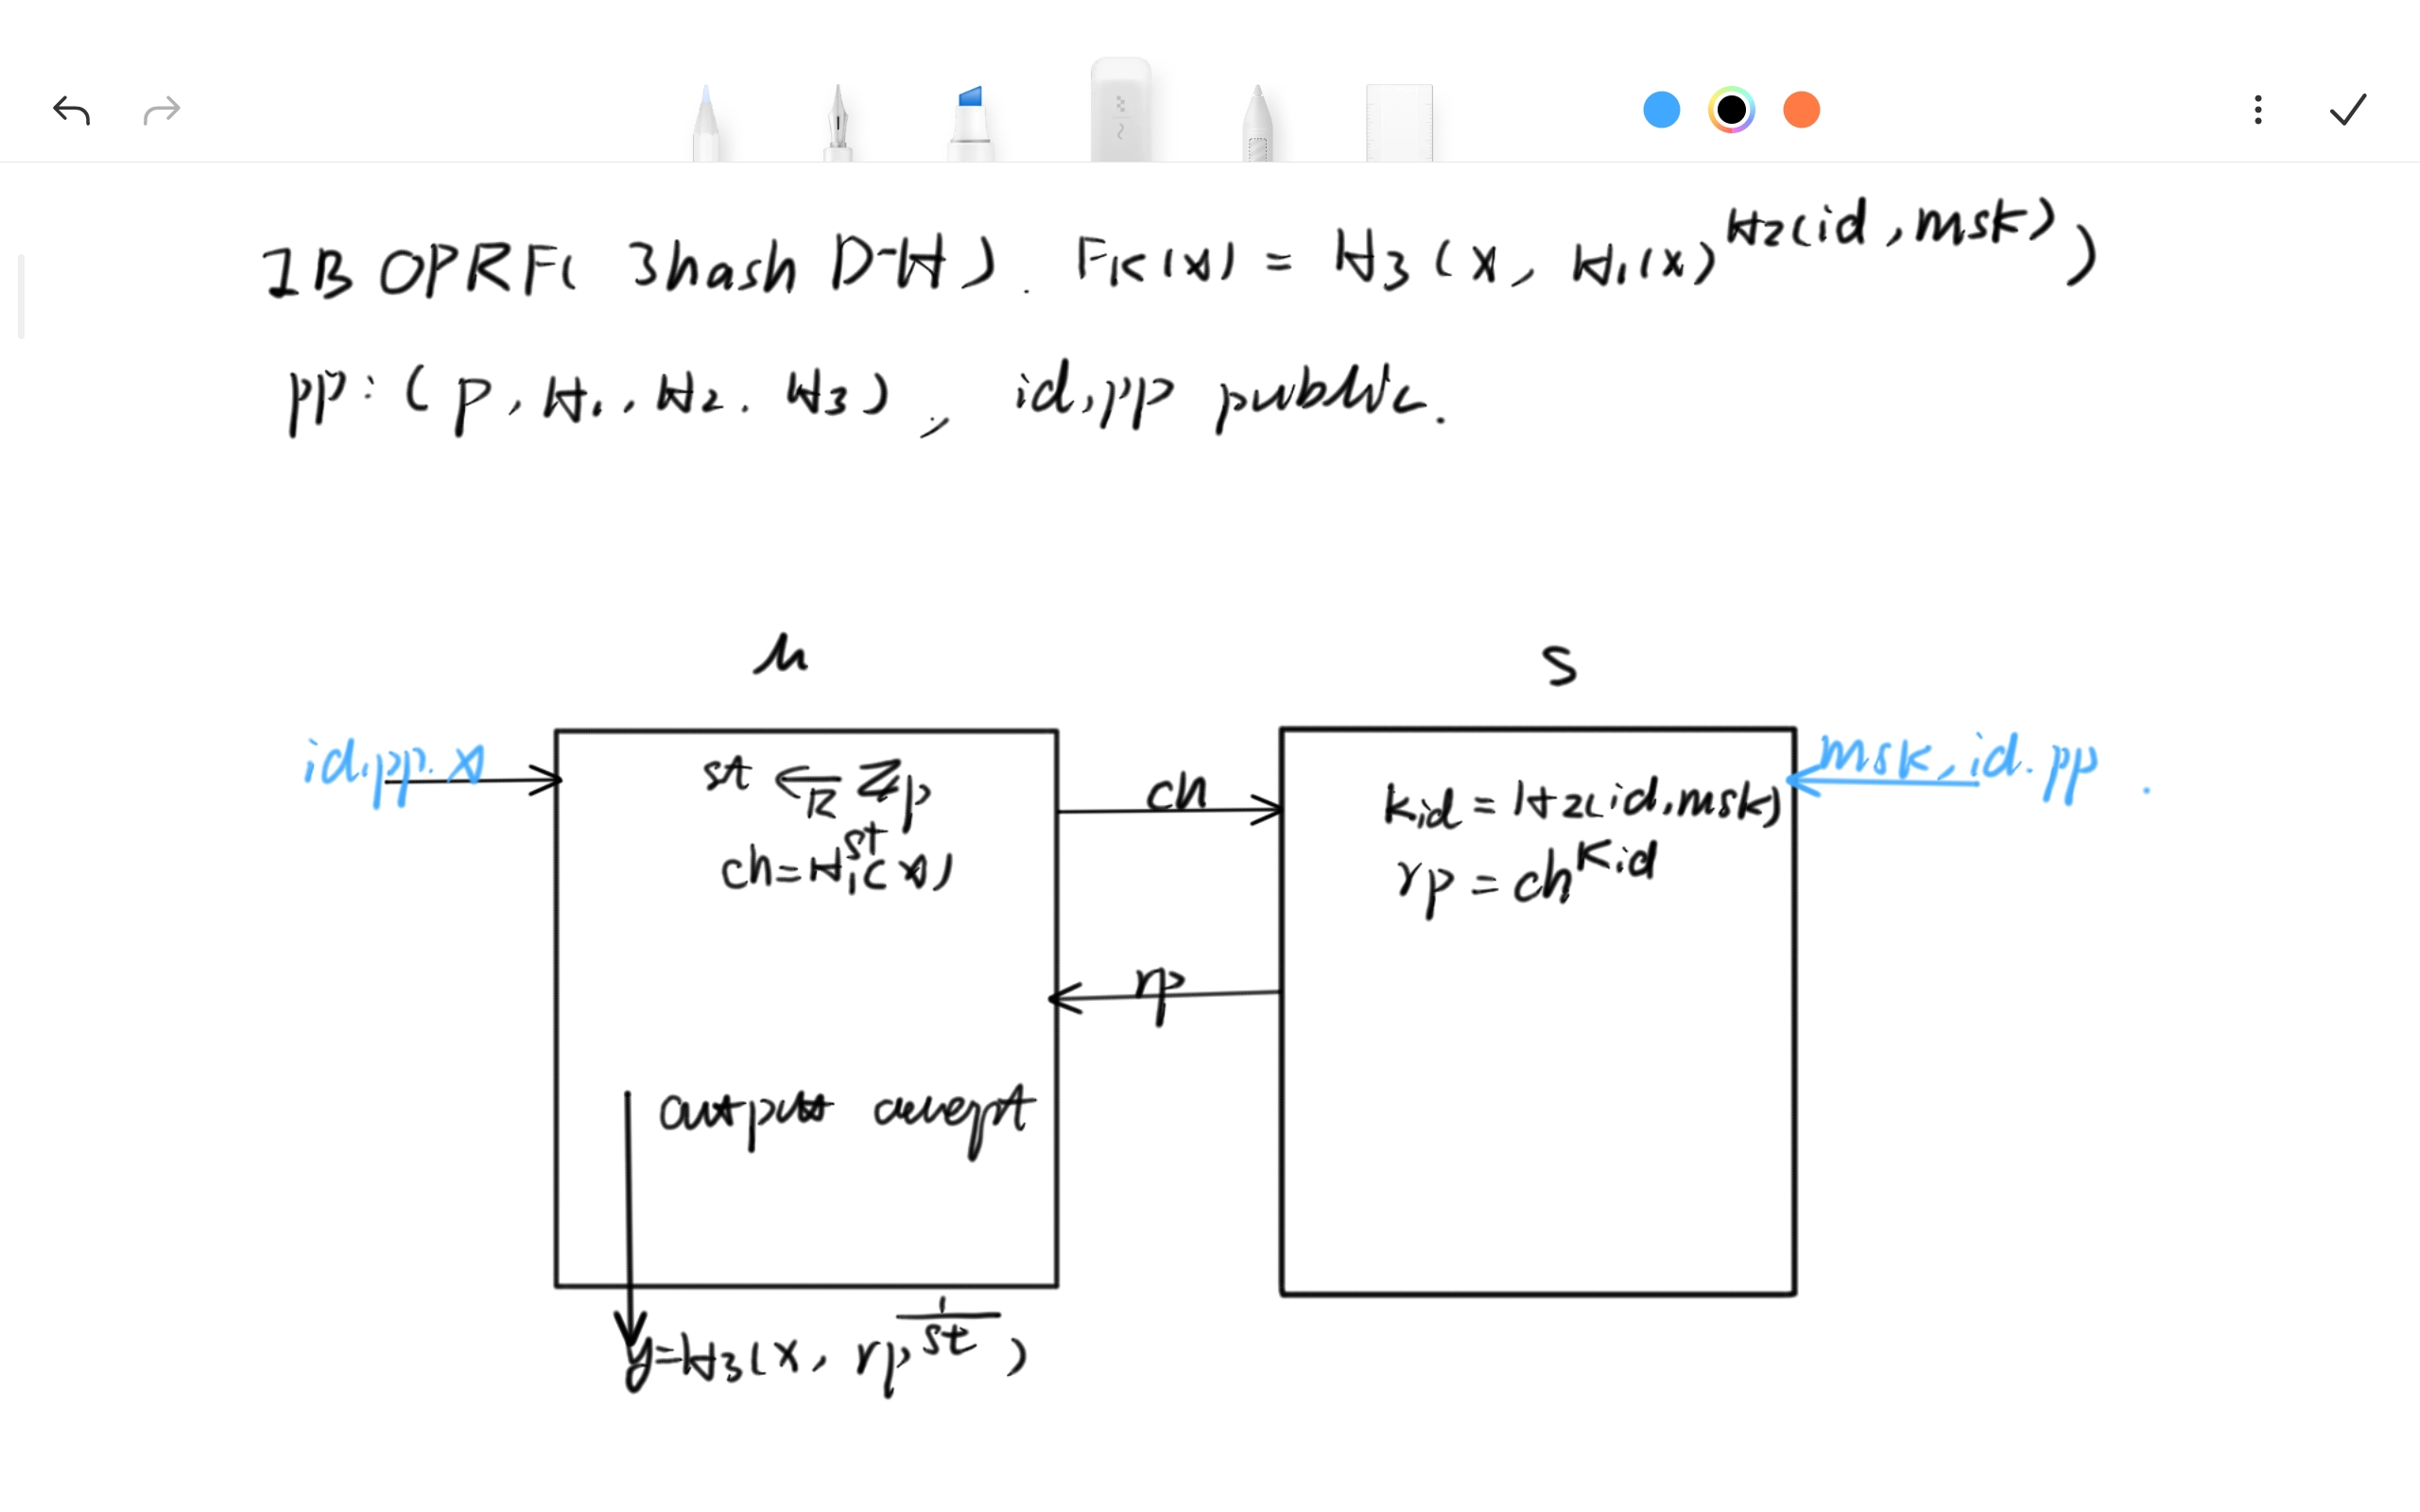 IB OPRF( 3hash D-H) . FK(x) = H3(x, H1(x)^H2(id,msk))
pp: (p, H1, H2. H3), id,pp public.
u
s
id,pp. x
st ←R Zp
ch=H1^st(x)
ch
kid = H2(id,msk)
rp = ch^kid
msk,id.pp .
rp
output accept
y=H3(x, rp^1/st)